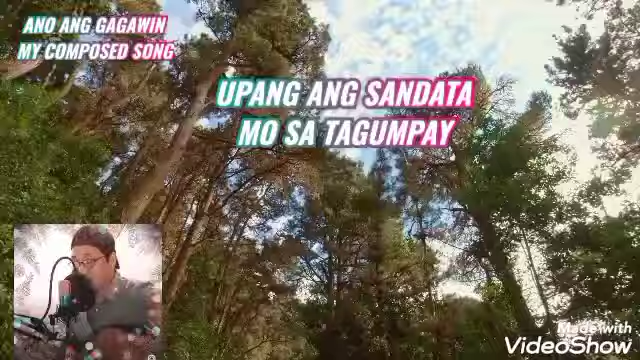 ANO ANG GAGAWIN
MY COMPOSED SONG
UPANG ANG SANDATA
MO SA TAGUMPAY
Made with
VideoShow